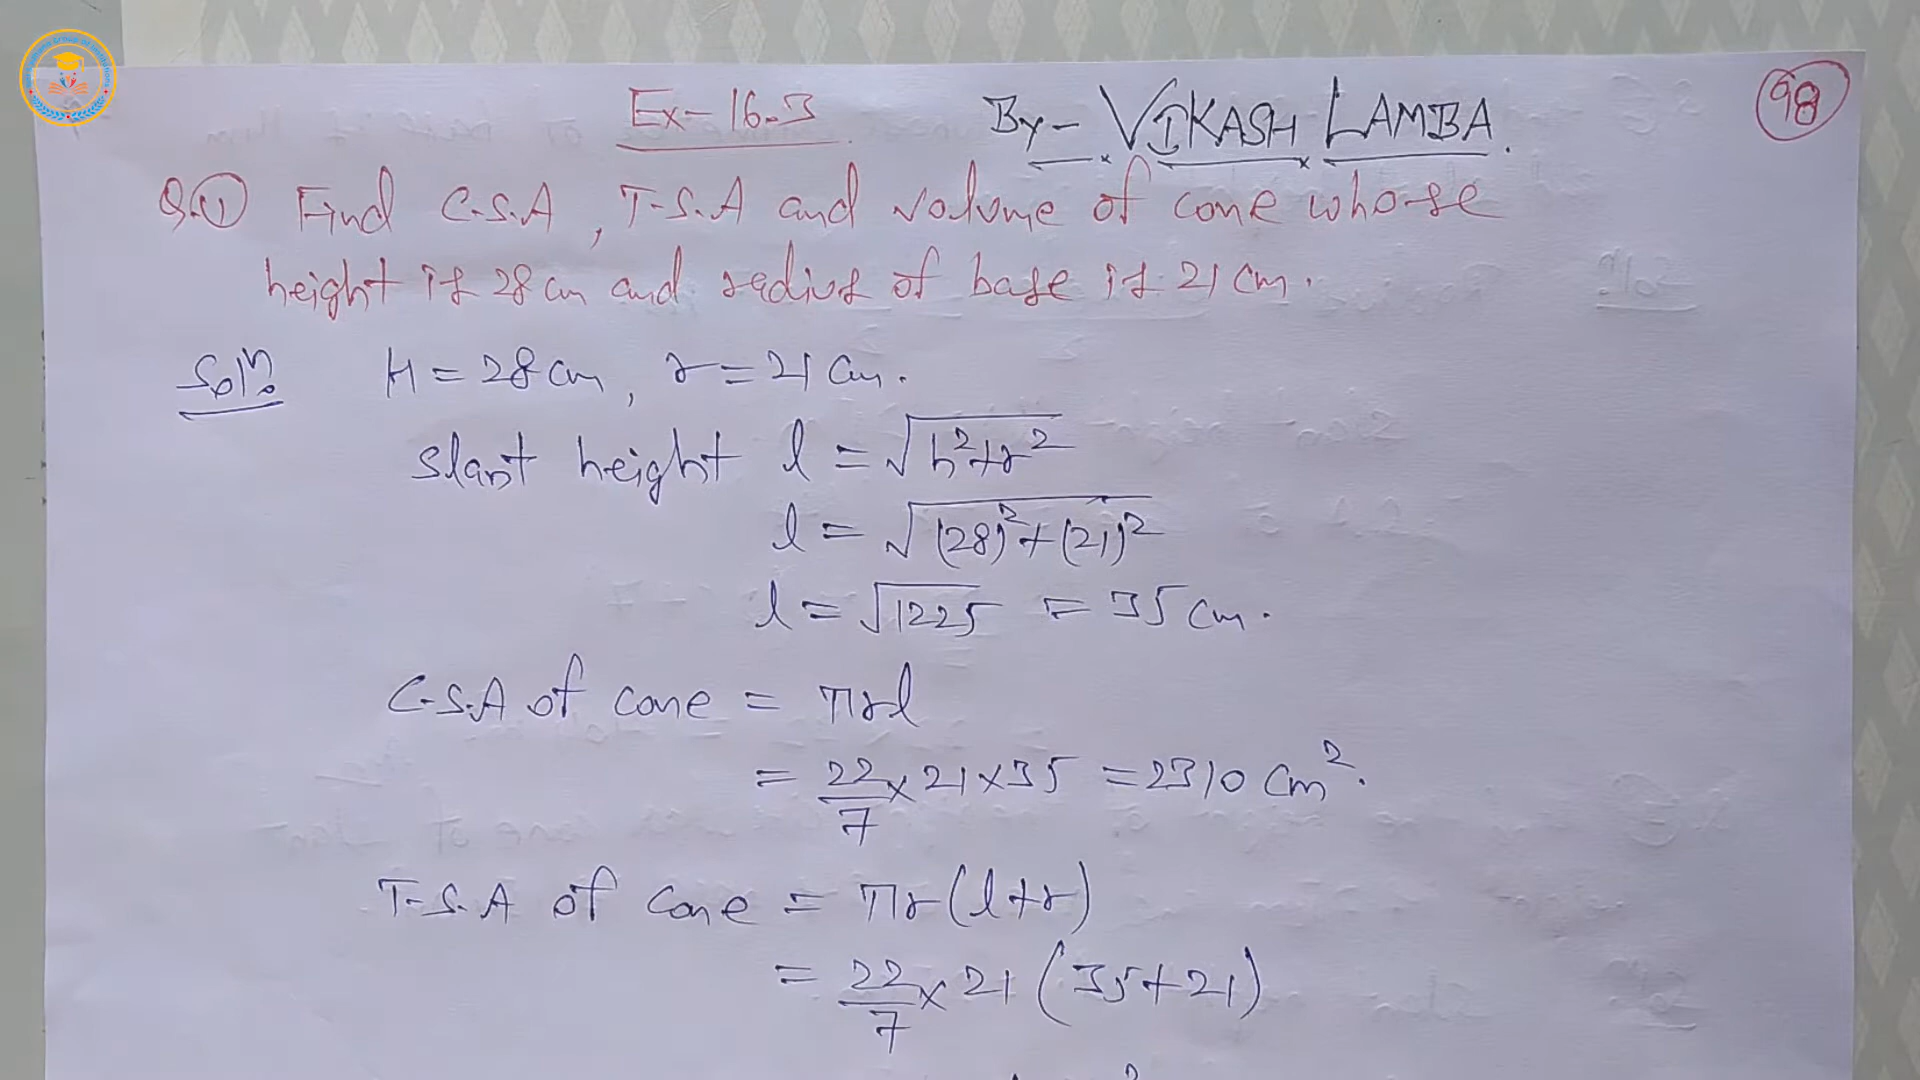 Ex-16.3
By- VIKASH LAMBA.
98
Q.① Find C.S.A, T.S.A and volume of cone whose
height is 28 cm and radius of base is 21 cm.
Solⁿ
H = 28 cm, r = 21 cm.
Slant height l = √(h²+r²)
l = √((28)²+(21)²)
l = √1225 = 35 cm.
C.S.A of cone = πrl
= 22/7 × 21 × 35 = 2310 cm².
T.S.A of cone = πr(l+r)
= 22/7 × 21 (35+21)